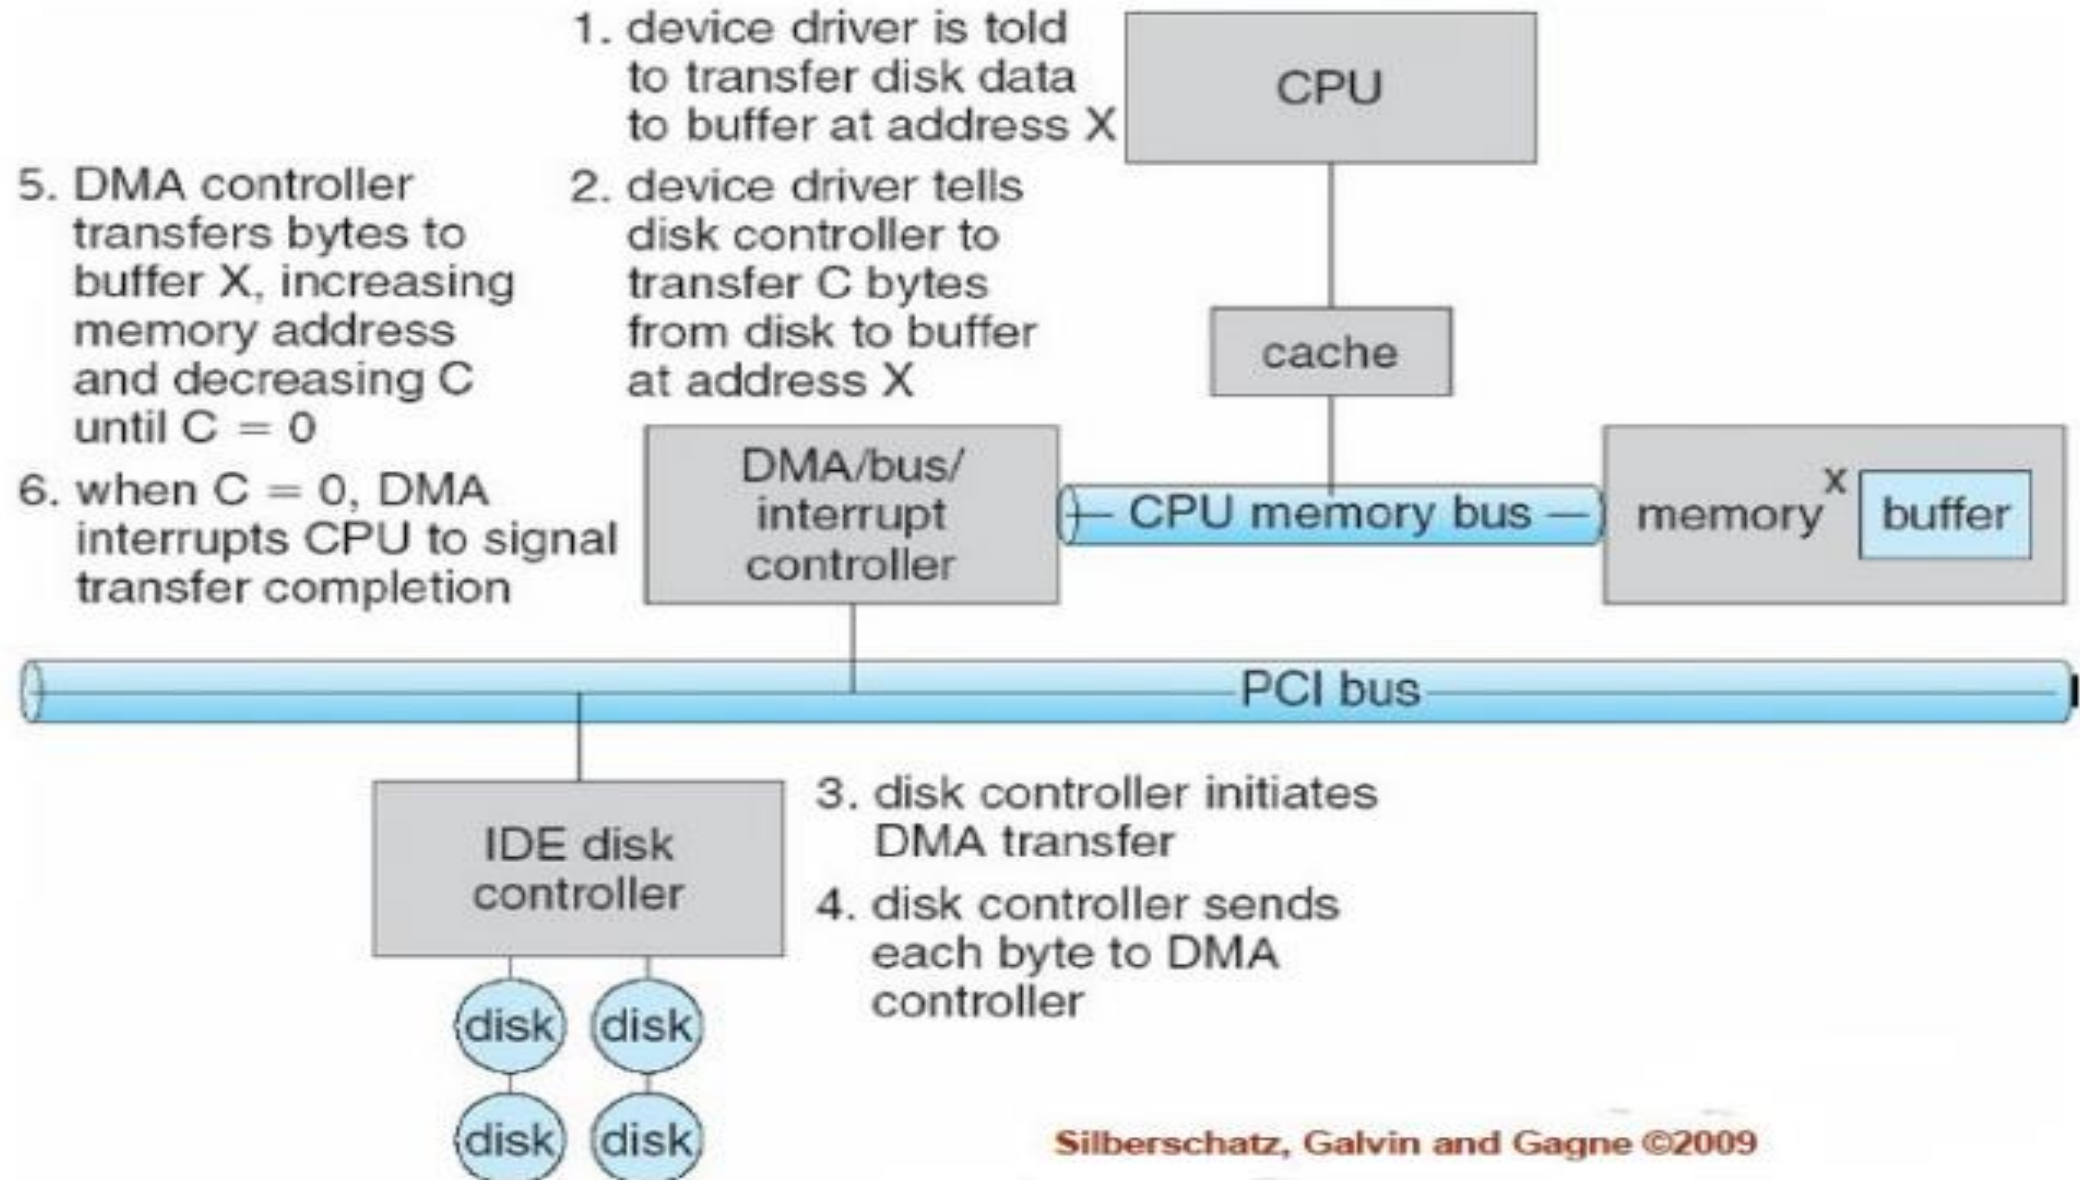 1. device driver is told
to transfer disk data
to buffer at address X
CPU
5. DMA controller
transfers bytes to
buffer X, increasing
memory address
and decreasing C
until C = 0
2. device driver tells
disk controller to
transfer C bytes
from disk to buffer
at address X
cache
6. when C = 0, DMA
interrupts CPU to signal
transfer completion
DMA/bus/
interrupt
controller
CPU memory bus
memory
X
buffer
PCI bus
IDE disk
controller
3. disk controller initiates
DMA transfer
4. disk controller sends
each byte to DMA
controller
disk
disk
disk
disk
Silberschatz, Galvin and Gagne ©2009